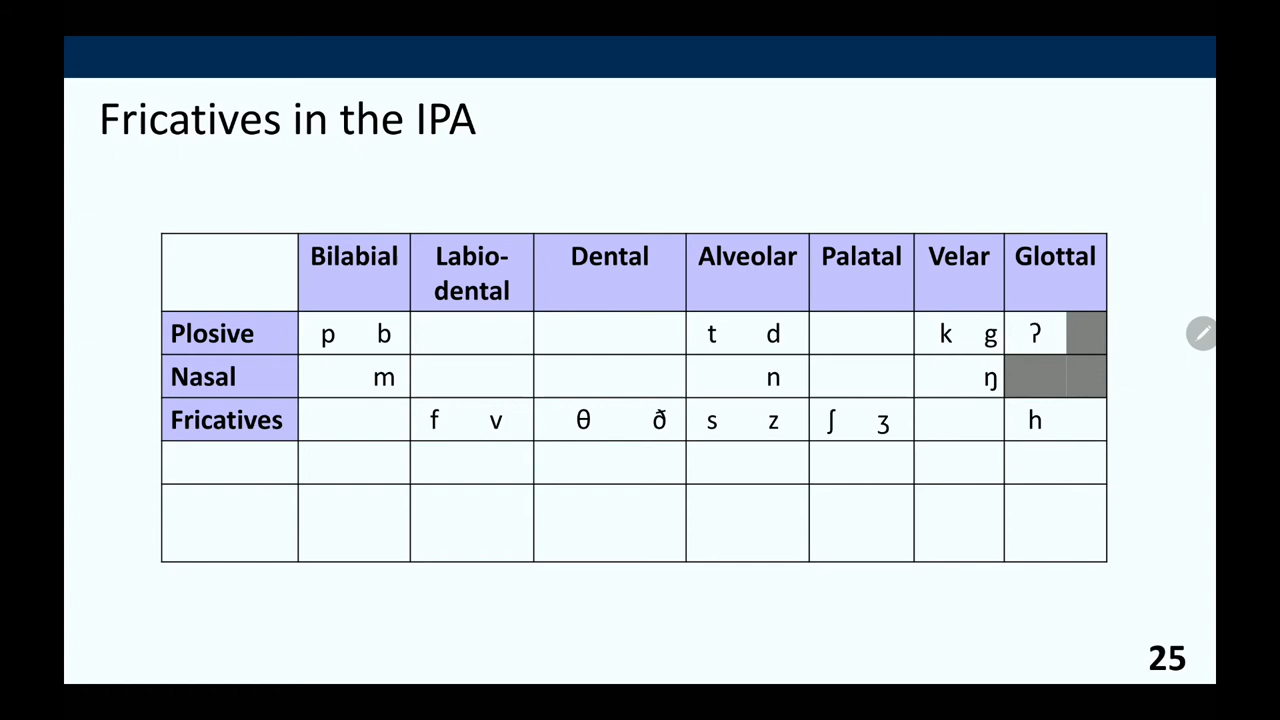 Fricatives in the IPA
Bilabial Labio- Dental Alveolar Palatal Velar Glottal
dental
Plosive p b t d k g ʔ
Nasal m n ŋ
Fricatives f v θ ð s z ʃ ʒ h
25